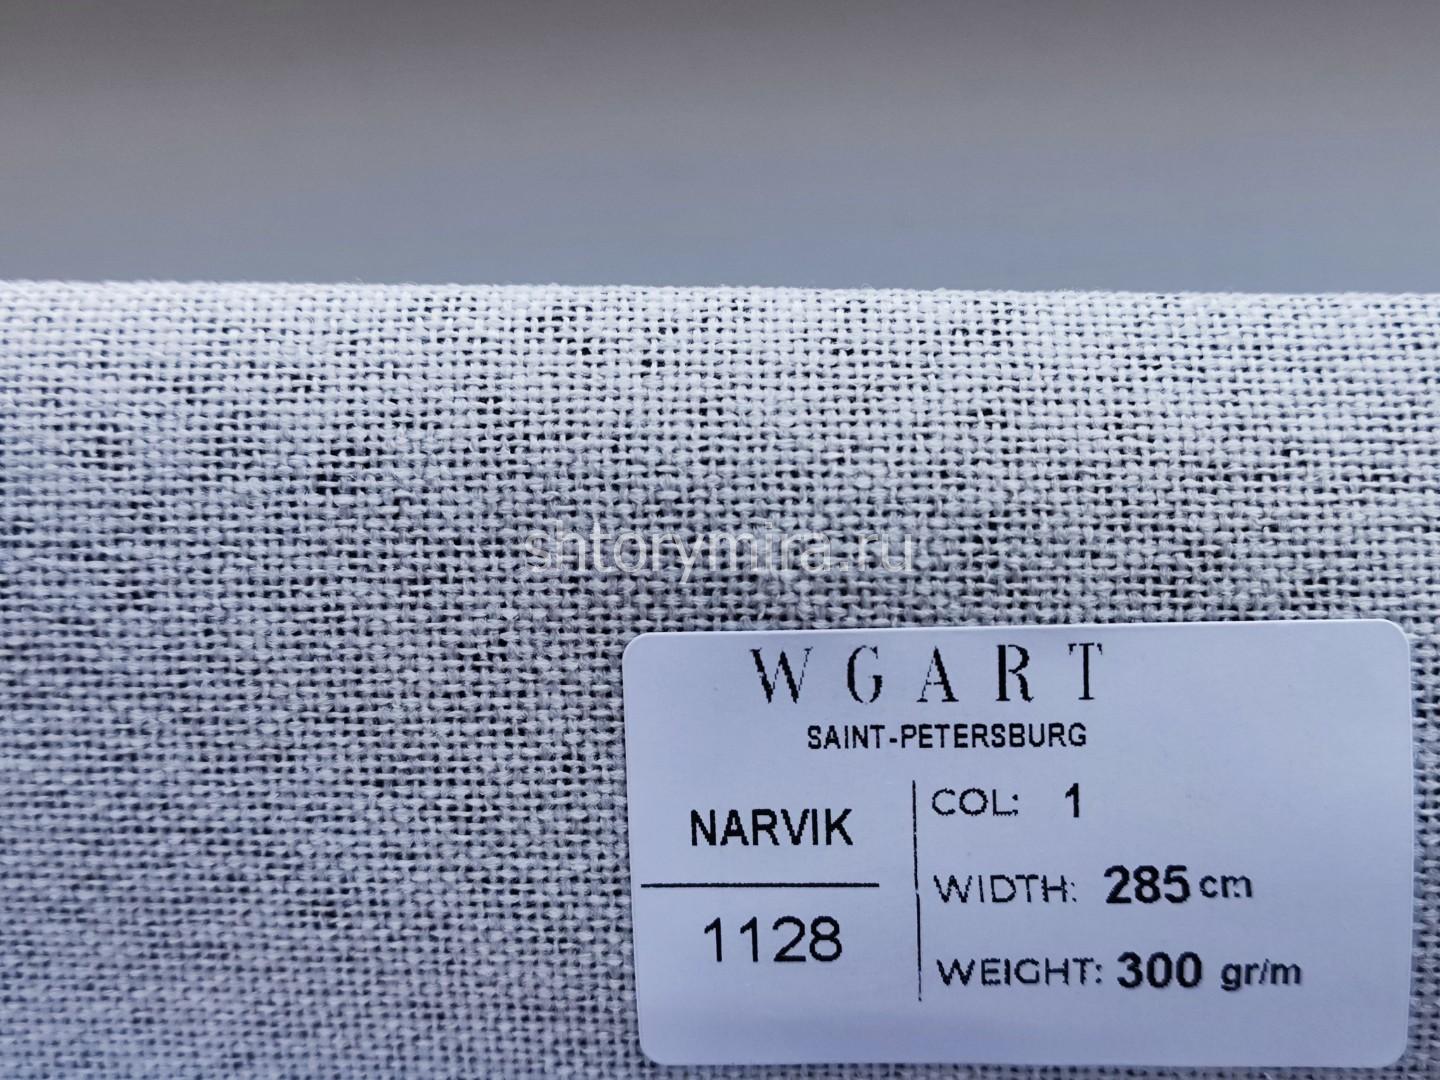 shtorymira.ru
WGART
SAINT-PETERSBURG
NARVIK
1128
COL: 1
WIDTH: 285 cm
WEIGHT: 300 gr/m